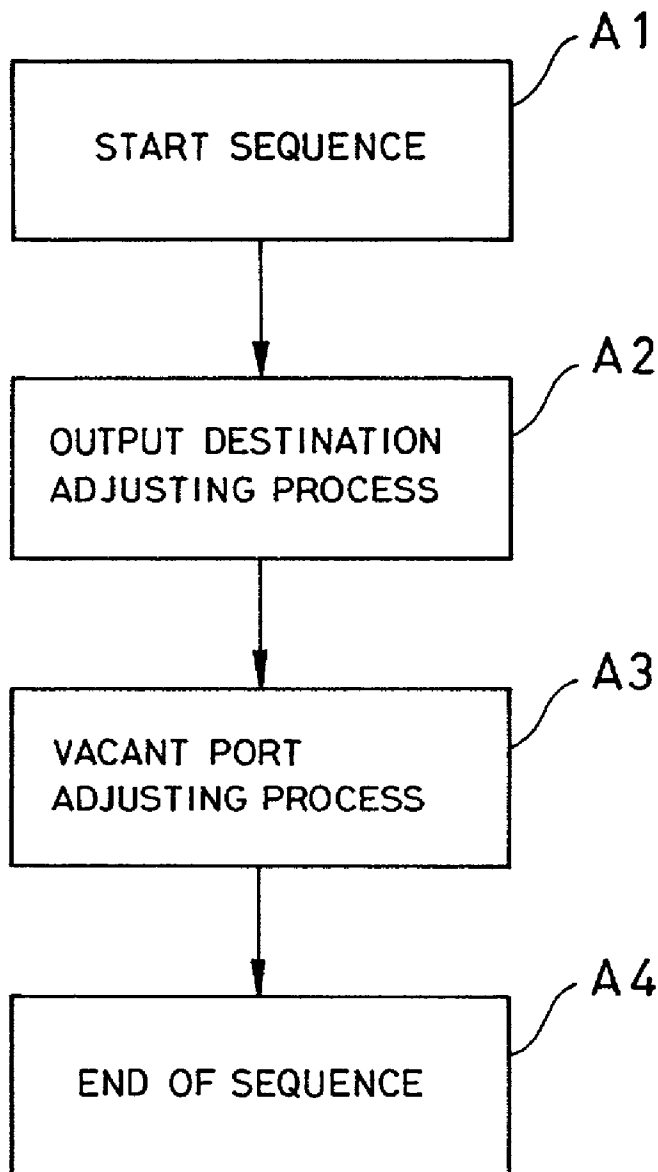 A1
START SEQUENCE
A2
OUTPUT DESTINATION
ADJUSTING PROCESS
A3
VACANT PORT
ADJUSTING PROCESS
A4
END OF SEQUENCE